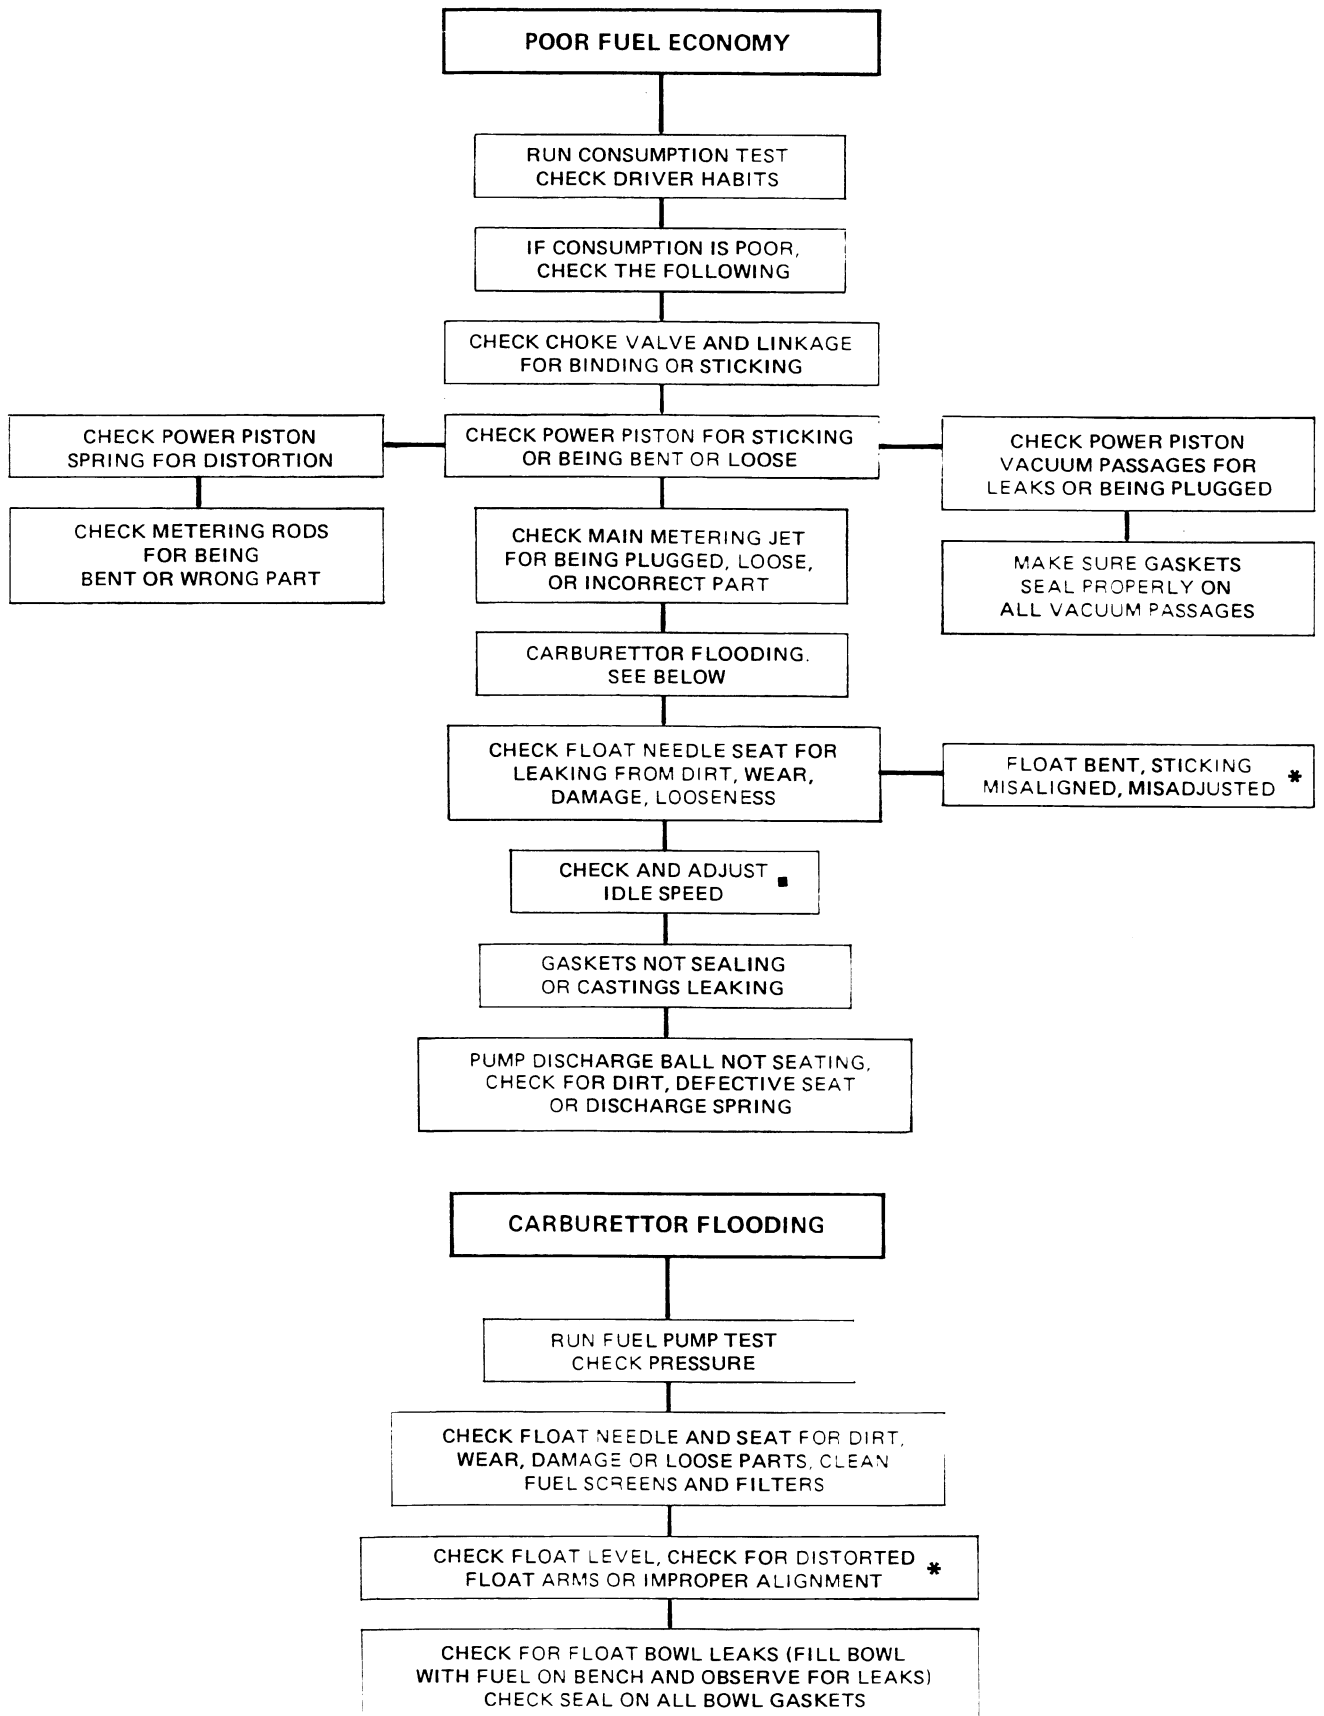 POOR FUEL ECONOMY
RUN CONSUMPTION TEST
CHECK DRIVER HABITS
IF CONSUMPTION IS POOR,
CHECK THE FOLLOWING
CHECK CHOKE VALVE AND LINKAGE
FOR BINDING OR STICKING
CHECK POWER PISTON
SPRING FOR DISTORTION
CHECK POWER PISTON FOR STICKING
OR BEING BENT OR LOOSE
CHECK POWER PISTON
VACUUM PASSAGES FOR
LEAKS OR BEING PLUGGED
CHECK METERING RODS
FOR BEING
BENT OR WRONG PART
CHECK MAIN METERING JET
FOR BEING PLUGGED, LOOSE,
OR INCORRECT PART
MAKE SURE GASKETS
SEAL PROPERLY ON
ALL VACUUM PASSAGES
CARBURETTOR FLOODING.
SEE BELOW
CHECK FLOAT NEEDLE SEAT FOR
LEAKING FROM DIRT, WEAR,
DAMAGE, LOOSENESS
FLOAT BENT, STICKING
MISALIGNED, MISADJUSTED *
CHECK AND ADJUST
IDLE SPEED ■
GASKETS NOT SEALING
OR CASTINGS LEAKING
PUMP DISCHARGE BALL NOT SEATING,
CHECK FOR DIRT, DEFECTIVE SEAT
OR DISCHARGE SPRING
CARBURETTOR FLOODING
RUN FUEL PUMP TEST
CHECK PRESSURE
CHECK FLOAT NEEDLE AND SEAT FOR DIRT,
WEAR, DAMAGE OR LOOSE PARTS, CLEAN
FUEL SCREENS AND FILTERS
CHECK FLOAT LEVEL, CHECK FOR DISTORTED
FLOAT ARMS OR IMPROPER ALIGNMENT *
CHECK FOR FLOAT BOWL LEAKS (FILL BOWL
WITH FUEL ON BENCH AND OBSERVE FOR LEAKS)
CHECK SEAL ON ALL BOWL GASKETS